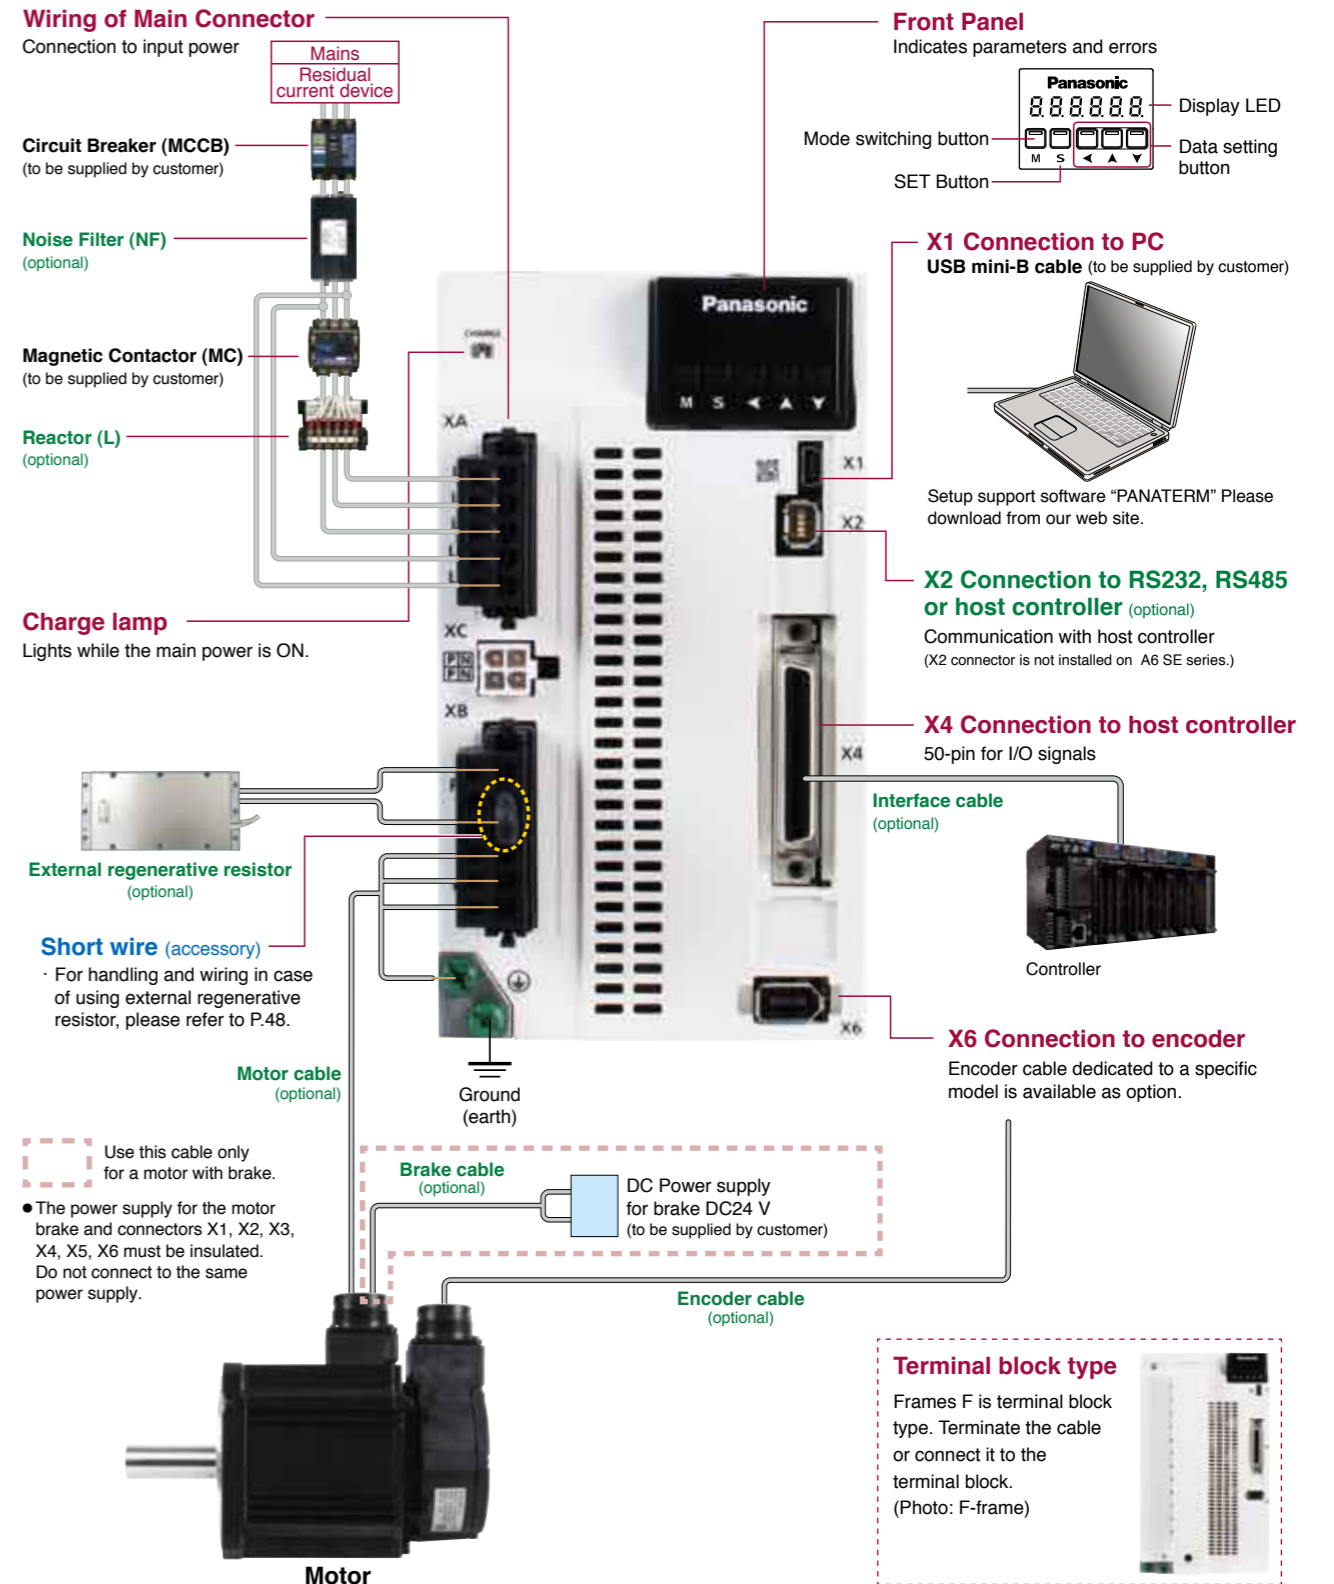 Wiring of Main Connector
Connection to input power
Mains
Residual
current device
Circuit Breaker (MCCB)
(to be supplied by customer)
Noise Filter (NF)
(optional)
Magnetic Contactor (MC)
(to be supplied by customer)
Reactor (L)
(optional)
Charge lamp
Lights while the main power is ON.
External regenerative resistor
(optional)
Short wire (accessory)
· For handling and wiring in case
of using external regenerative
resistor, please refer to P.48.
Motor cable
(optional)
Ground
(earth)
Front Panel
Indicates parameters and errors
Panasonic
8.8.8.8.8.8.
Display LED
Mode switching button
M S
Data setting
button
SET Button
X1 Connection to PC
USB mini-B cable (to be supplied by customer)
Setup support software “PANATERM” Please
download from our web site.
X2 Connection to RS232, RS485
or host controller (optional)
Communication with host controller
(X2 connector is not installed on A6 SE series.)
X4 Connection to host controller
50-pin for I/O signals
Interface cable
(optional)
Controller
X6 Connection to encoder
Encoder cable dedicated to a specific
model is available as option.
CHARGE
Panasonic
M S
XA
X1
X2
XC
P N
P N
XB
X4
X6
Use this cable only
for a motor with brake.
● The power supply for the motor
brake and connectors X1, X2, X3,
X4, X5, X6 must be insulated.
Do not connect to the same
power supply.
Brake cable
(optional)
DC Power supply
for brake DC24 V
(to be supplied by customer)
Encoder cable
(optional)
Motor
Terminal block type
Frames F is terminal block
type. Terminate the cable
or connect it to the
terminal block.
(Photo: F-frame)